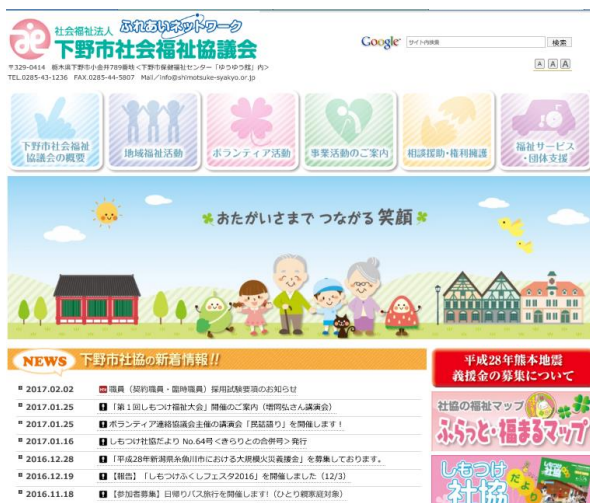 社会福祉法人 ふれあいネットワーク
下野市社会福祉協議会
〒329-0414 栃木県下野市小金井789番地<下野市保健福祉センター「ゆうゆう館」内>
TEL.0285-43-1236 FAX.0285-44-5807 Mail／info@shimotsuke-syakyo.or.jp
Google サイト内検索 検索
A A A
下野市社会福祉
協議会の概要
地域福祉活動
ボランティア活動
事業活動のご案内
相談援助・権利擁護
福祉サービス
・団体支援
おたがいさまで つながる 笑顔
NEWS 下野市社協の新着情報!!
2017.02.02 職員（契約職員・臨時職員）採用試験要項のお知らせ
2017.01.25 「第１回しもつけ福祉大会」開催のご案内（増岡弘さん講演会）
2017.01.25 ボランティア連絡協議会主催の講演会「民話語り」を開催します！
2017.01.16 しもつけ社協だより No.64号<きらりとの合併号>発行
2016.12.28 「平成28年新潟県糸魚川市における大規模火災義援金」を募集しております。
2016.12.19 【報告】「しもつけふくしフェスタ2016」を開催しました（12/3）
2016.11.18 【参加者募集】日帰りバス旅行を開催します!（ひとり親家庭対象）
平成28年熊本地震
義援金の募集について
社協の福祉マップ
ふらっと・福まるマップ
しもつけ
社協だより